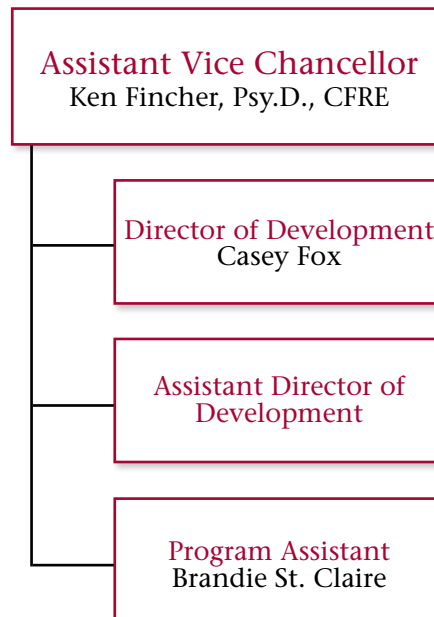 Assistant Vice Chancellor
Ken Fincher, Psy.D., CFRE
Director of Development
Casey Fox
Assistant Director of
Development
Program Assistant
Brandie St. Claire